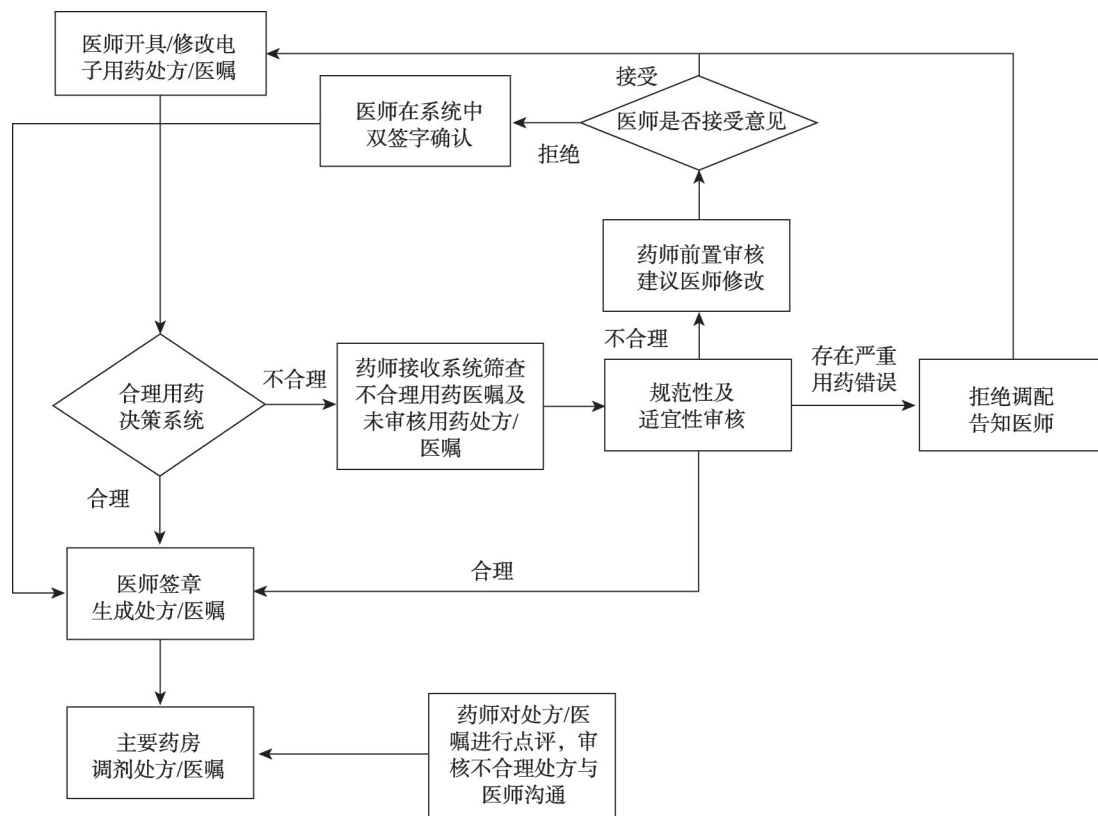 医师开具/修改电
子用药处方/医嘱
接受
医师在系统中
双签字确认
医师是否接受意见
拒绝
药师前置审核
建议医师修改
不合理
存在严重
用药错误
合理用药
决策系统
不合理
药师接收系统筛查
不合理用药医嘱及
未审核用药处方/
医嘱
规范性及
适宜性审核
拒绝调配
告知医师
合理
医师签章
生成处方/医嘱
合理
主要药房
调剂处方/医嘱
药师对处方/医
嘱进行点评，审
核不合理处方与
医师沟通